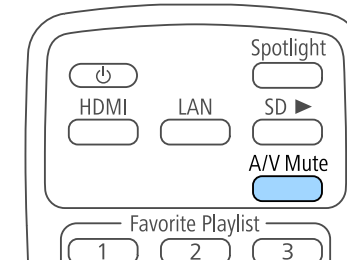 Spotlight
HDMI LAN SD ►
A/V Mute
Favorite Playlist
1 2 3